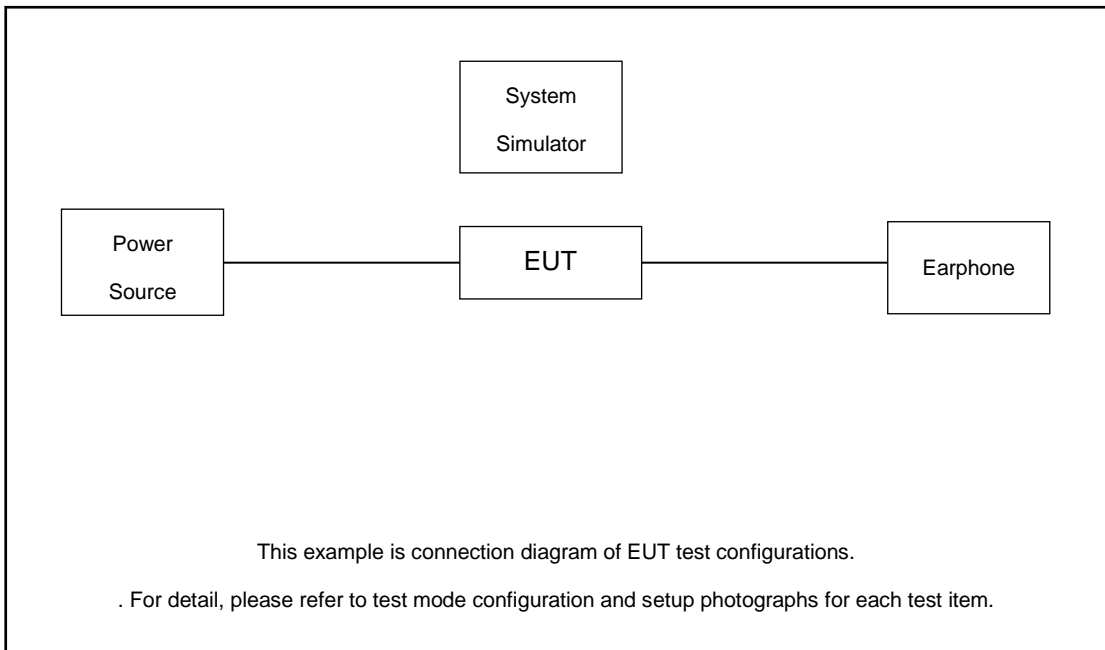 System
Simulator
Power
Source
EUT
Earphone
This example is connection diagram of EUT test configurations.
. For detail, please refer to test mode configuration and setup photographs for each test item.